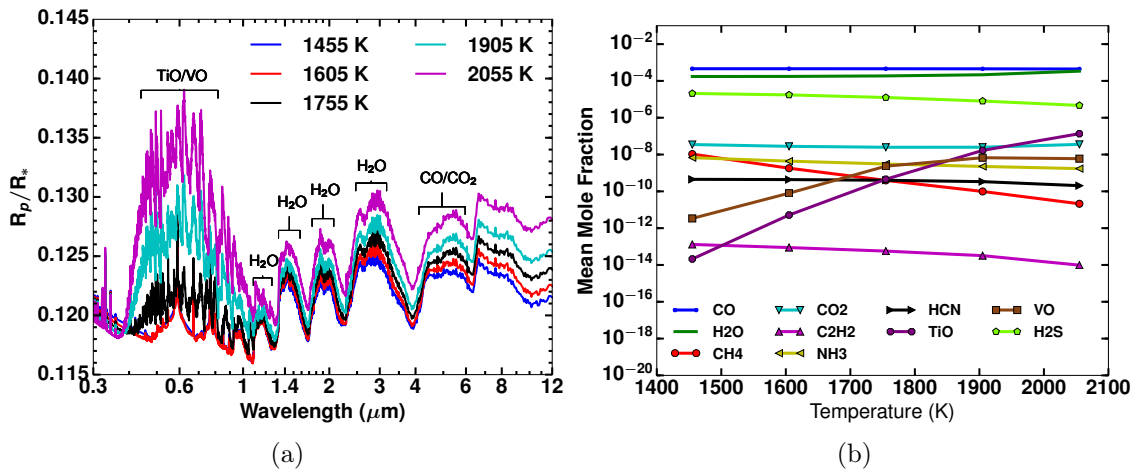 0.145
0.140
0.135
0.130
0.125
0.120
0.115
R_p/R_*
1455 K
1605 K
1755 K
1905 K
2055 K
TiO/VO
H₂O
H₂O
H₂O
H₂O
CO/CO₂
0.3 0.6 1 1.4 2 3 4 5 6 8 12
Wavelength (μm)
(a)
10⁻²
10⁻⁴
10⁻⁶
10⁻⁸
10⁻¹⁰
10⁻¹²
10⁻¹⁴
10⁻¹⁶
10⁻¹⁸
10⁻²⁰
Mean Mole Fraction
CO CO2 HCN VO
H2O C2H2 TiO H2S
CH4 NH3
1400 1500 1600 1700 1800 1900 2000 2100
Temperature (K)
(b)